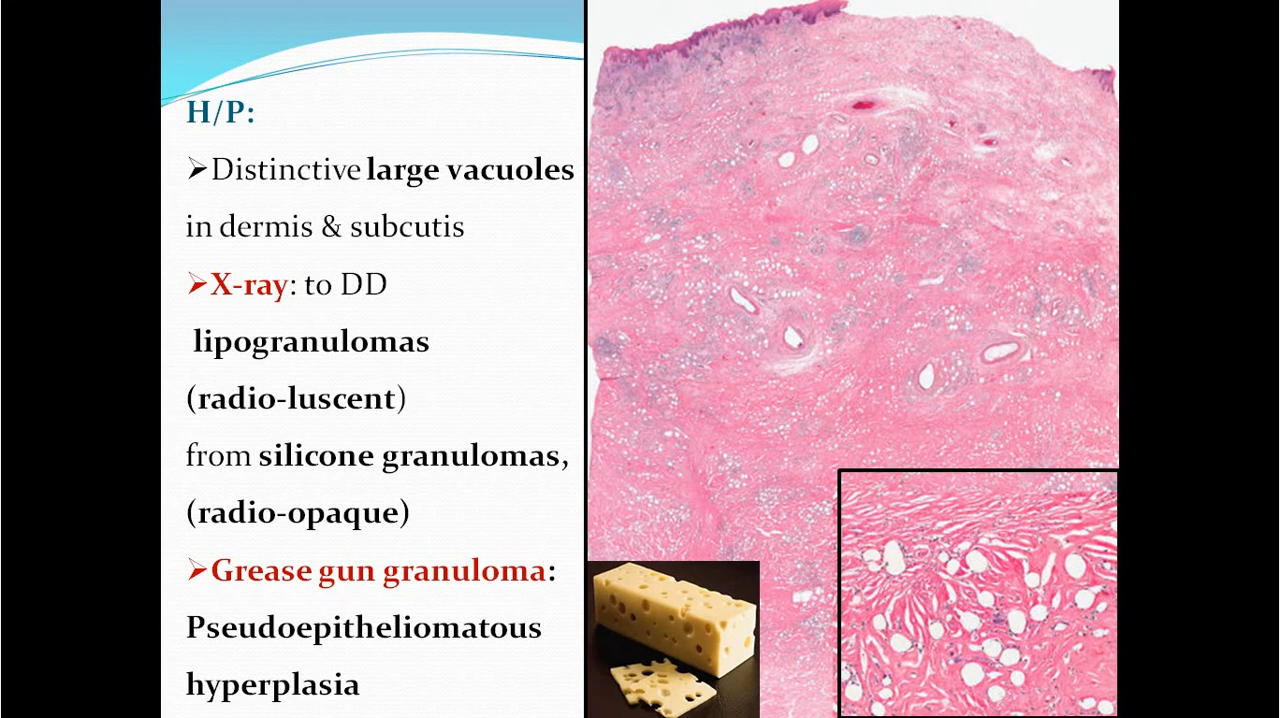 H/P:
➢Distinctive large vacuoles
in dermis & subcutis
➢X-ray: to DD
lipogranulomas
(radio-luscent)
from silicone granulomas,
(radio-opaque)
➢Grease gun granuloma:
Pseudoepitheliomatous
hyperplasia